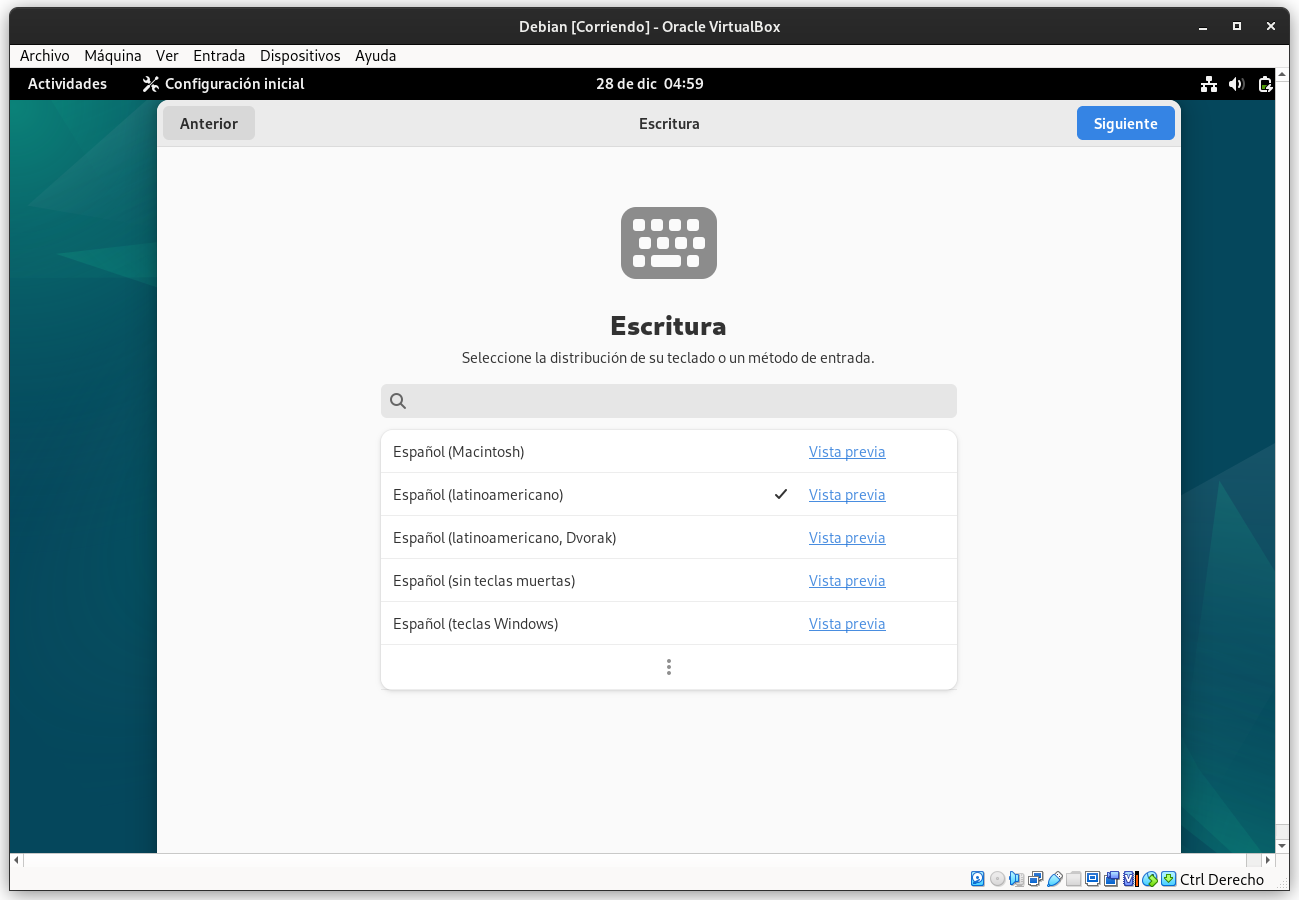 Debian [Corriendo] - Oracle VirtualBox
Archivo Máquina Ver Entrada Dispositivos Ayuda
Actividades Configuración inicial 28 de dic 04:59
Anterior Escritura Siguiente
Escritura
Seleccione la distribución de su teclado o un método de entrada.
Español (Macintosh) Vista previa
Español (latinoamericano) Vista previa
Español (latinoamericano, Dvorak) Vista previa
Español (sin teclas muertas) Vista previa
Español (teclas Windows) Vista previa
Ctrl Derecho